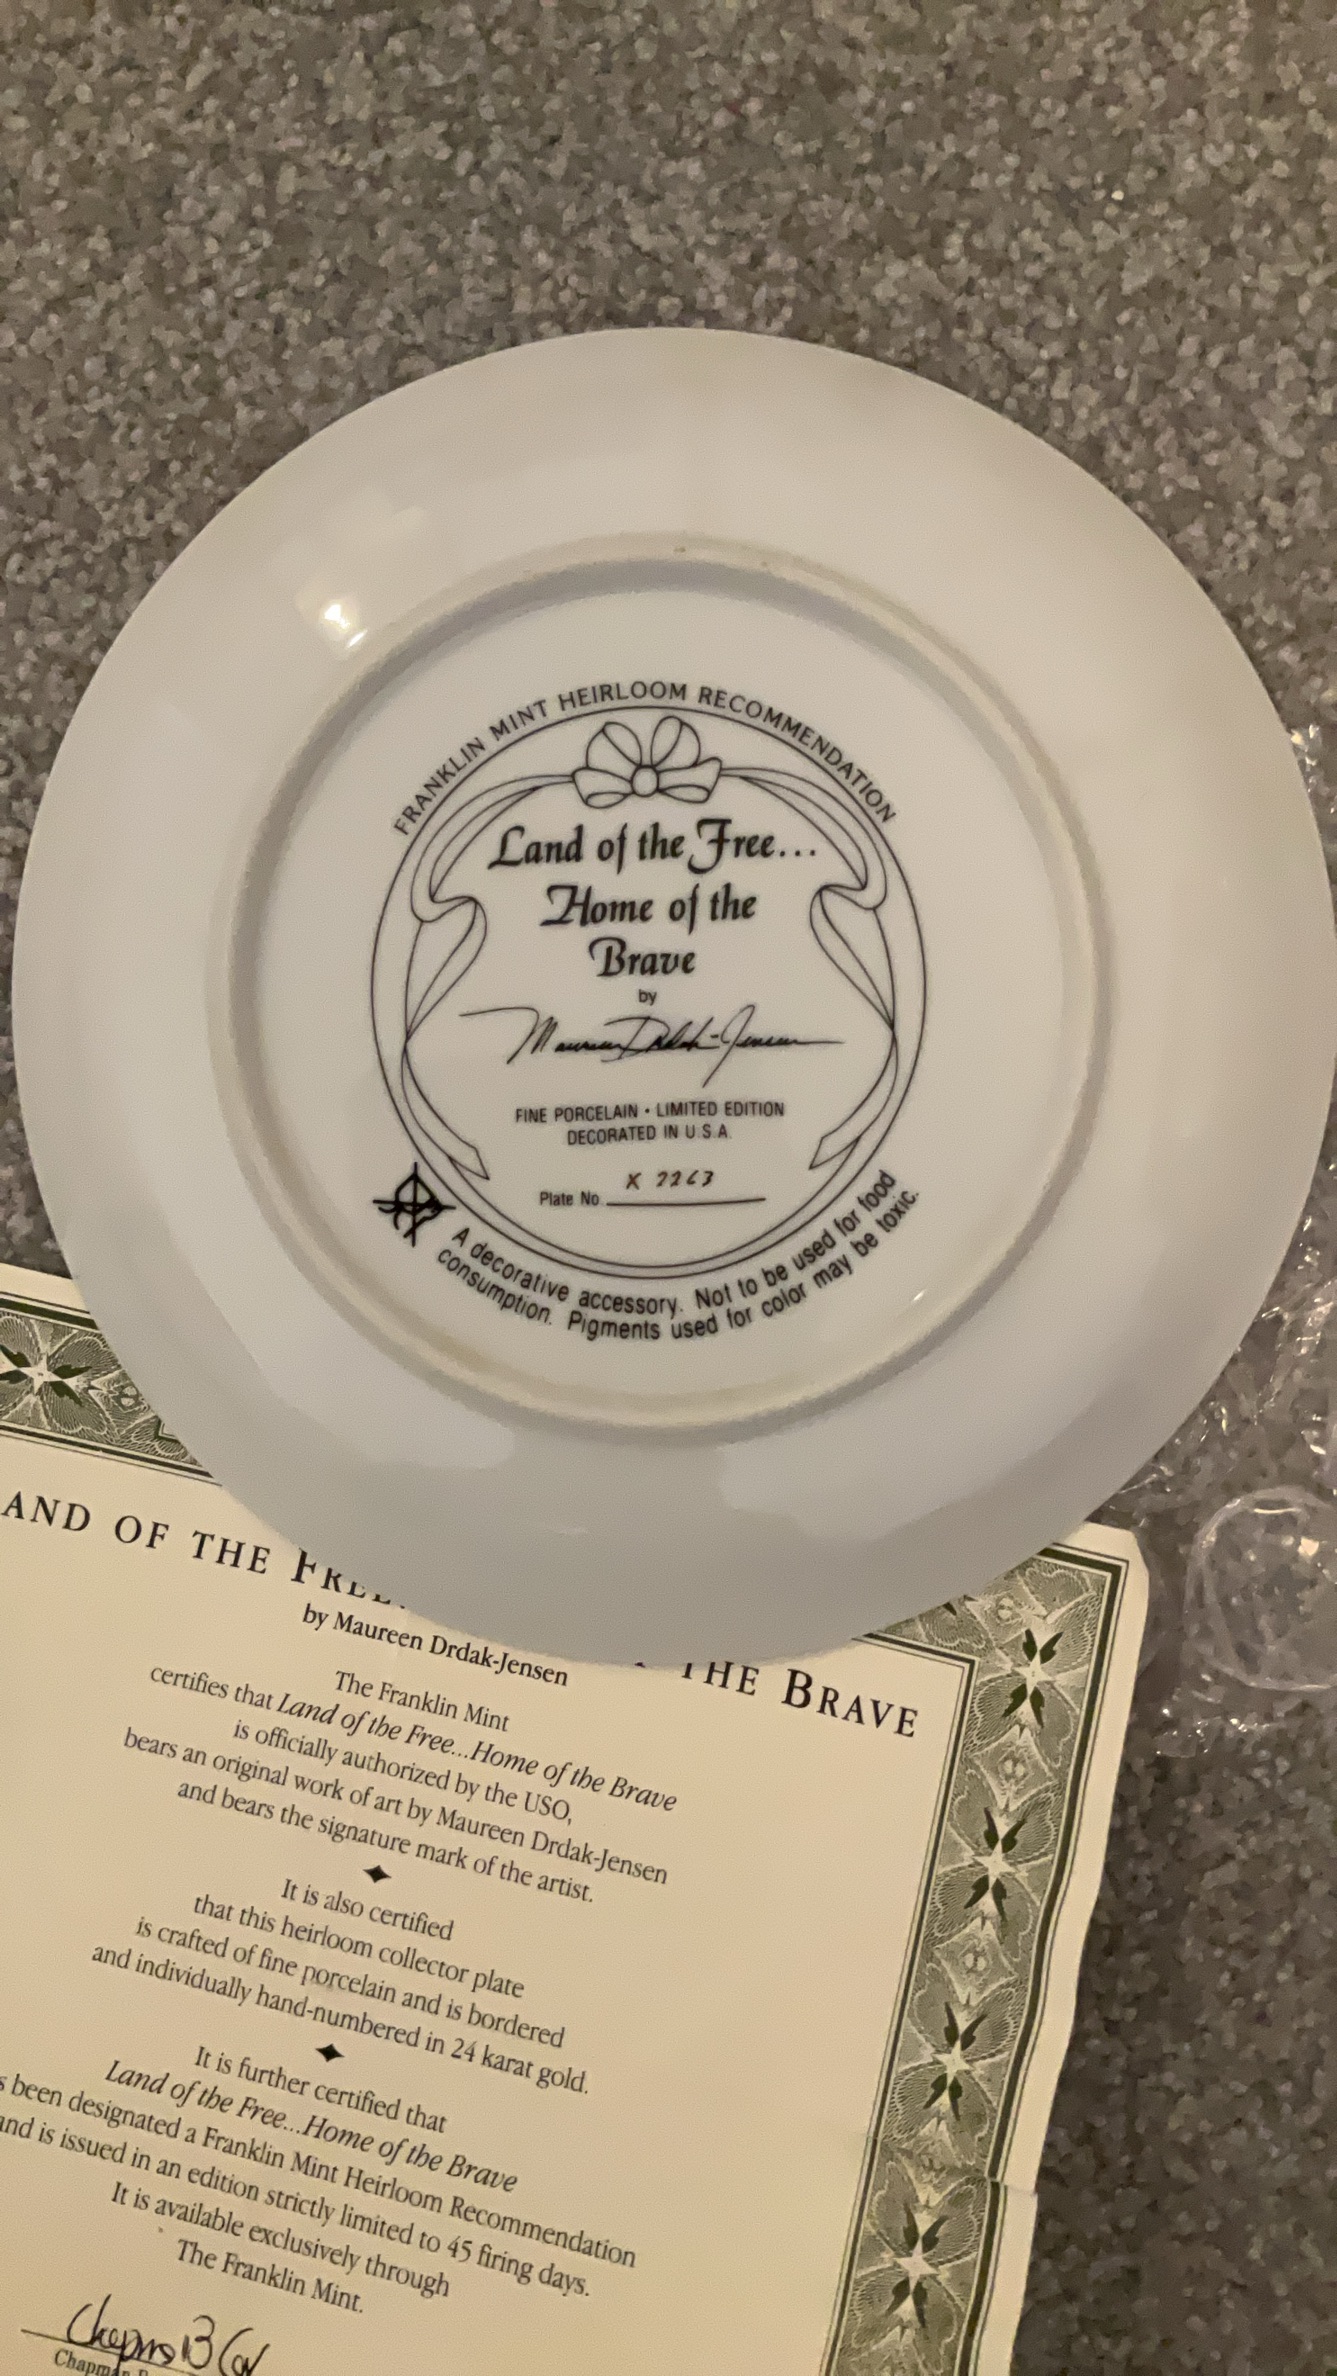 FRANKLIN MINT HEIRLOOM RECOMMENDATION
Land of the Free...
Home of the
Brave
by
Maureen Drdak-Jensen
FINE PORCELAIN • LIMITED EDITION
DECORATED IN U.S.A.
Plate No. X 2263
A decorative accessory. Not to be used for food
consumption. Pigments used for color may be toxic.
AND OF THE FREE THE BRAVE
by Maureen Drdak-Jensen
The Franklin Mint
certifies that Land of the Free...Home of the Brave
is officially authorized by the USO,
bears an original work of art by Maureen Drdak-Jensen
and bears the signature mark of the artist.
It is also certified
that this heirloom collector plate
is crafted of fine porcelain and is bordered
and individually hand-numbered in 24 karat gold.
It is further certified that
Land of the Free...Home of the Brave
s been designated a Franklin Mint Heirloom Recommendation
and is issued in an edition strictly limited to 45 firing days.
It is available exclusively through
The Franklin Mint.
Chapman